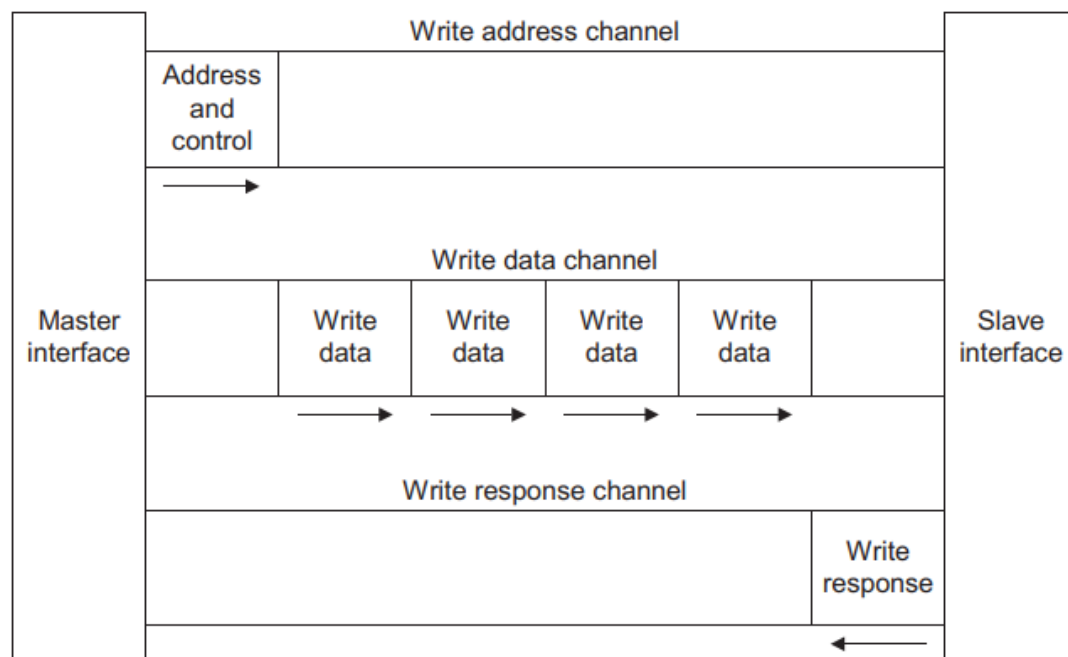 Write address channel
Address
and
control
Write data channel
Master
interface
Write
data
Write
data
Write
data
Write
data
Slave
interface
Write response channel
Write
response